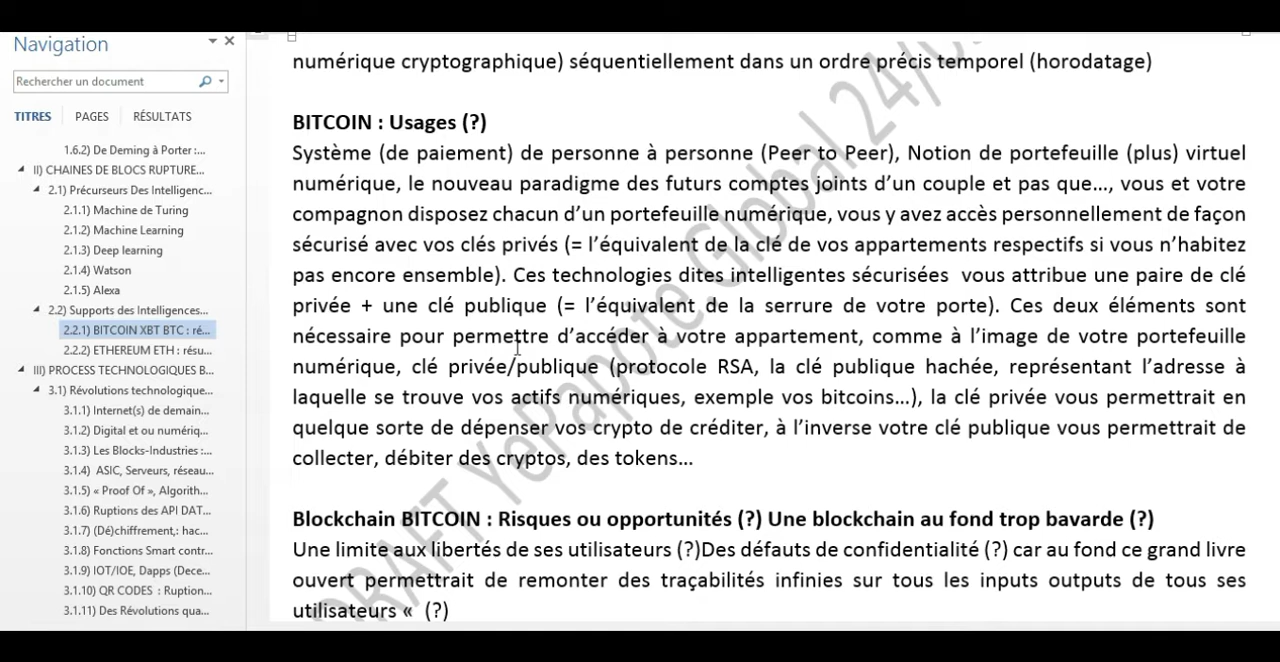 Navigation
Rechercher un document
TITRES PAGES RÉSULTATS
1.6.2) De Deming à Porter :...
II) CHAINES DE BLOCS RUPTURE...
2.1) Précurseurs Des Intelligenc...
2.1.1) Machine de Turing
2.1.2) Machine Learning
2.1.3) Deep learning
2.1.4) Watson
2.1.5) Alexa
2.2) Supports des Intelligences...
2.2.1) BITCOIN XBT BTC : ré...
2.2.2) ETHEREUM ETH : résu...
III) PROCESS TECHNOLOGIQUES B...
3.1) Révolutions technologique...
3.1.1) Internet(s) de demain...
3.1.2) Digital et ou numériq...
3.1.3) Les Blocks-Industries :...
3.1.4) ASIC, Serveurs, réseau...
3.1.5) « Proof Of », Algorith...
3.1.6) Ruptions des API DAT...
3.1.7) (Dé)chiffrement,: hac...
3.1.8) Fonctions Smart contr...
3.1.9) IOT/IOE, Dapps (Dece...
3.1.10) QR CODES : Ruption...
3.1.11) Des Révolutions qua...
numérique cryptographique) séquentiellement dans un ordre précis temporel (horodatage)
BITCOIN : Usages (?)
Système (de paiement) de personne à personne (Peer to Peer), Notion de portefeuille (plus) virtuel
numérique, le nouveau paradigme des futurs comptes joints d'un couple et pas que..., vous et votre
compagnon disposez chacun d'un portefeuille numérique, vous y avez accès personnellement de façon
sécurisé avec vos clés privés (= l'équivalent de la clé de vos appartements respectifs si vous n'habitez
pas encore ensemble). Ces technologies dites intelligentes sécurisées vous attribue une paire de clé
privée + une clé publique (= l'équivalent de la serrure de votre porte). Ces deux éléments sont
nécessaire pour permettre d'accéder à votre appartement, comme à l'image de votre portefeuille
numérique, clé privée/publique (protocole RSA, la clé publique hachée, représentant l'adresse à
laquelle se trouve vos actifs numériques, exemple vos bitcoins...), la clé privée vous permettrait en
quelque sorte de dépenser vos crypto de créditer, à l'inverse votre clé publique vous permettrait de
collecter, débiter des cryptos, des tokens...
Blockchain BITCOIN : Risques ou opportunités (?) Une blockchain au fond trop bavarde (?)
Une limite aux libertés de ses utilisateurs (?)Des défauts de confidentialité (?) car au fond ce grand livre
ouvert permettrait de remonter des traçabilités infinies sur tous les inputs outputs de tous ses
utilisateurs « (?)
DRAFT YePapote.Global 24/